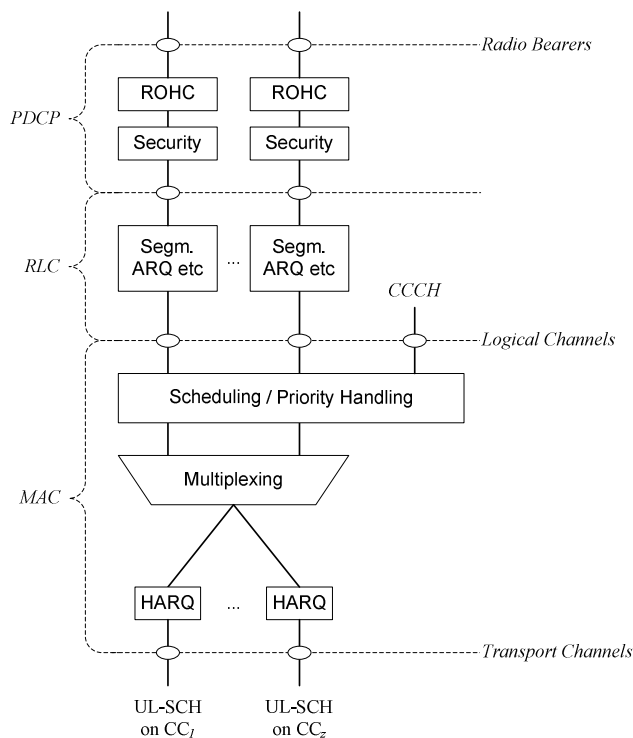 Radio Bearers
ROHC ROHC
PDCP
Security Security
Segm. ARQ etc ... Segm. ARQ etc
RLC
CCCH
Logical Channels
Scheduling / Priority Handling
Multiplexing
MAC
HARQ ... HARQ
Transport Channels
UL-SCH on CC1 UL-SCH on CCz